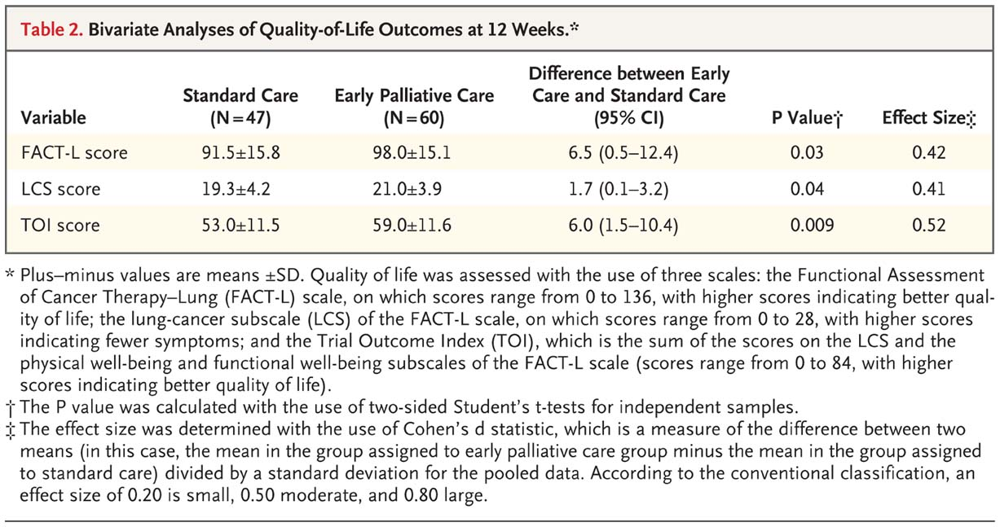 Table 2. Bivariate Analyses of Quality-of-Life Outcomes at 12 Weeks.*
Variable Standard Care (N=47) Early Palliative Care (N=60) Difference between Early Care and Standard Care (95% CI) P Value† Effect Size‡
FACT-L score 91.5±15.8 98.0±15.1 6.5 (0.5–12.4) 0.03 0.42
LCS score 19.3±4.2 21.0±3.9 1.7 (0.1–3.2) 0.04 0.41
TOI score 53.0±11.5 59.0±11.6 6.0 (1.5–10.4) 0.009 0.52
* Plus–minus values are means ±SD. Quality of life was assessed with the use of three scales: the Functional Assessment
of Cancer Therapy–Lung (FACT-L) scale, on which scores range from 0 to 136, with higher scores indicating better qual-
ity of life; the lung-cancer subscale (LCS) of the FACT-L scale, on which scores range from 0 to 28, with higher scores
indicating fewer symptoms; and the Trial Outcome Index (TOI), which is the sum of the scores on the LCS and the
physical well-being and functional well-being subscales of the FACT-L scale (scores range from 0 to 84, with higher
scores indicating better quality of life).
† The P value was calculated with the use of two-sided Student's t-tests for independent samples.
‡ The effect size was determined with the use of Cohen's d statistic, which is a measure of the difference between two
means (in this case, the mean in the group assigned to early palliative care group minus the mean in the group assigned
to standard care) divided by a standard deviation for the pooled data. According to the conventional classification, an
effect size of 0.20 is small, 0.50 moderate, and 0.80 large.